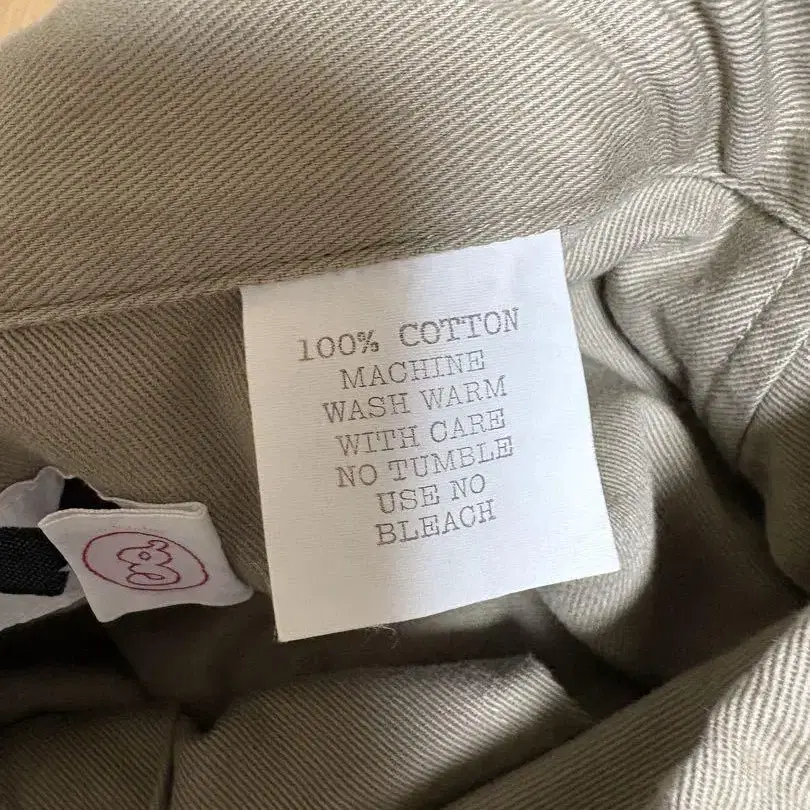 100% COTTON
MACHINE
WASH WARM
WITH CARE
NO TUMBLE
USE NO
BLEACH